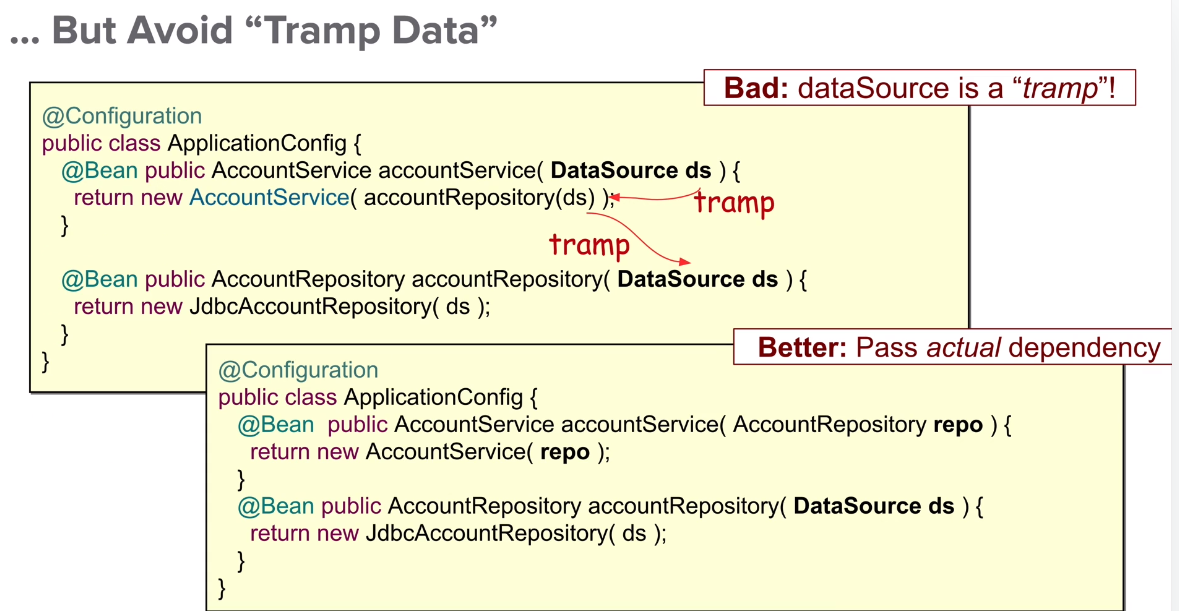 ... But Avoid “Tramp Data”
Bad: dataSource is a “tramp”!
@Configuration
public class ApplicationConfig {
@Bean public AccountService accountService( DataSource ds ) {
return new AccountService( accountRepository(ds) );
tramp
}
tramp
@Bean public AccountRepository accountRepository( DataSource ds ) {
return new JdbcAccountRepository( ds );
}
}
Better: Pass actual dependency
@Configuration
public class ApplicationConfig {
@Bean public AccountService accountService( AccountRepository repo ) {
return new AccountService( repo );
}
@Bean public AccountRepository accountRepository( DataSource ds ) {
return new JdbcAccountRepository( ds );
}
}